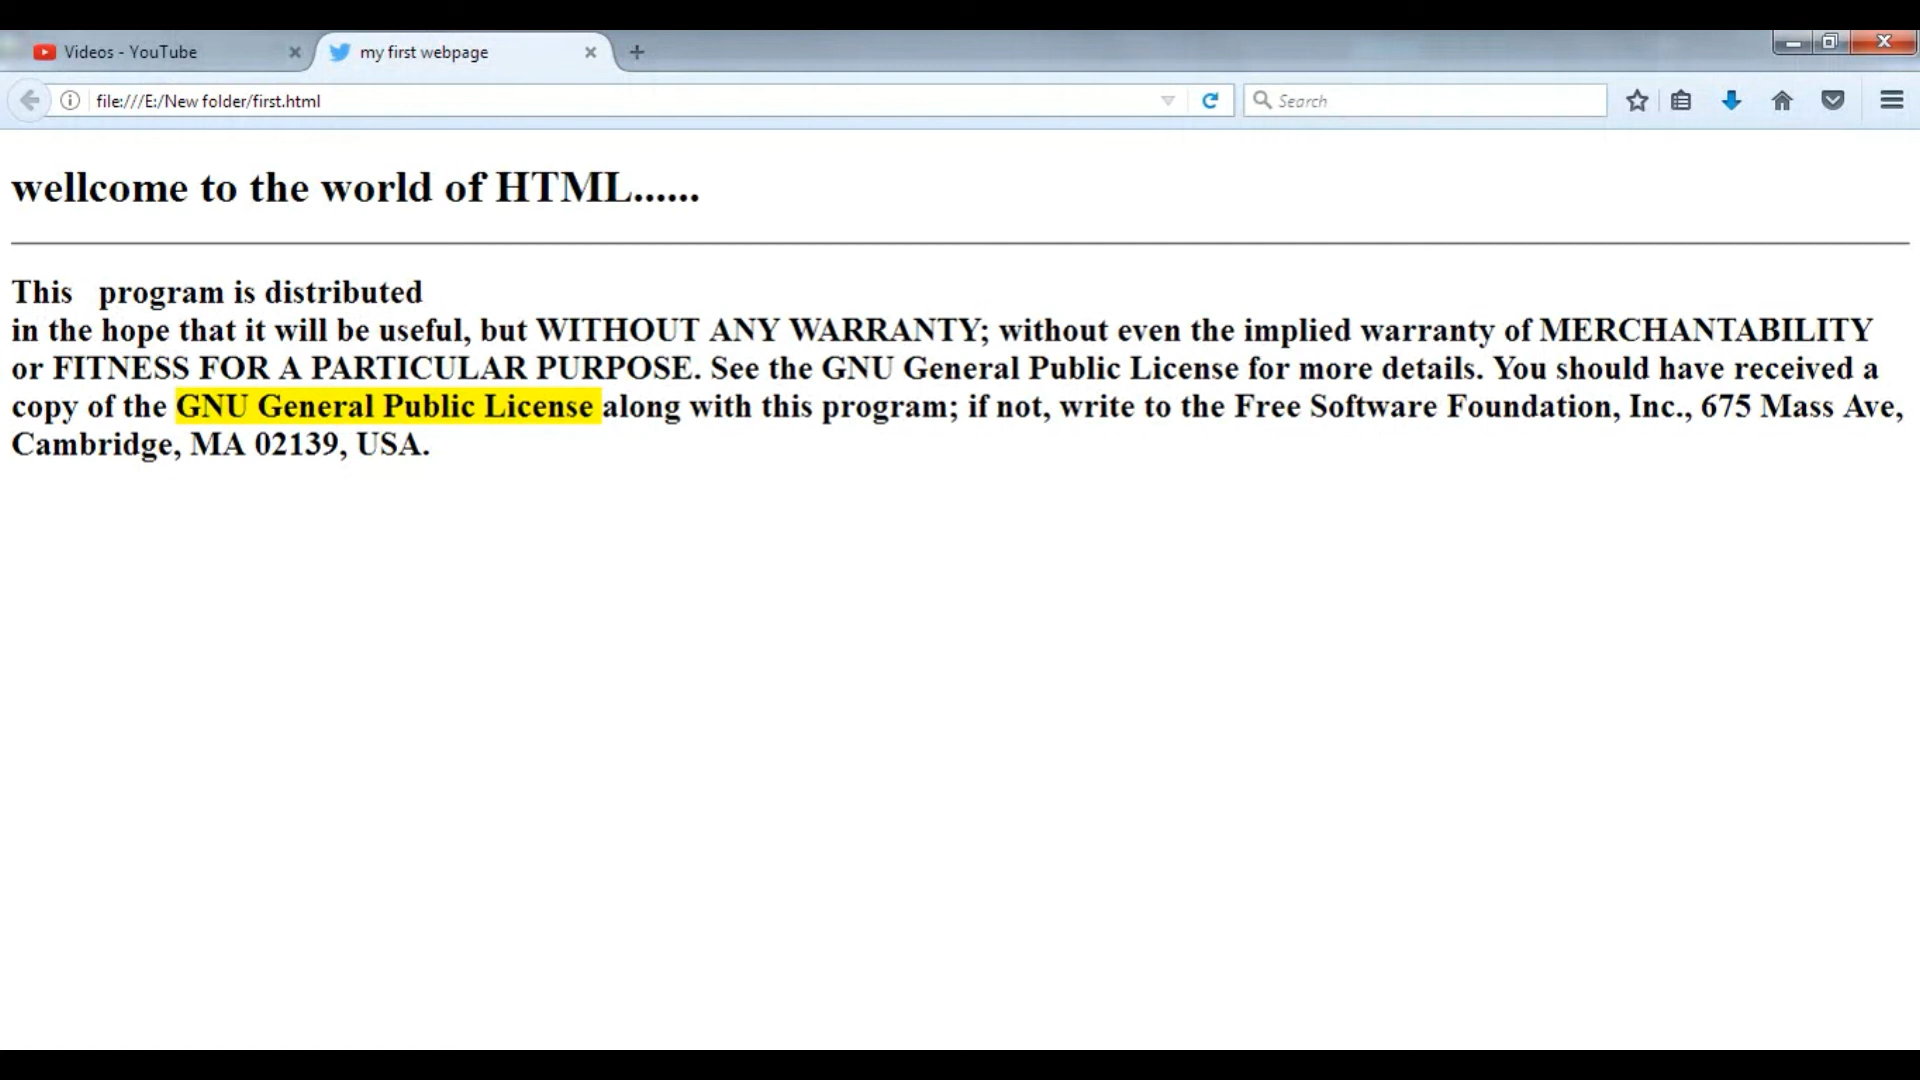 Videos - YouTube
my first webpage
file:///E:/New folder/first.html
Search
wellcome to the world of HTML......
This   program is distributed
in the hope that it will be useful, but WITHOUT ANY WARRANTY; without even the implied warranty of MERCHANTABILITY
or FITNESS FOR A PARTICULAR PURPOSE. See the GNU General Public License for more details. You should have received a
copy of the GNU General Public License along with this program; if not, write to the Free Software Foundation, Inc., 675 Mass Ave,
Cambridge, MA 02139, USA.